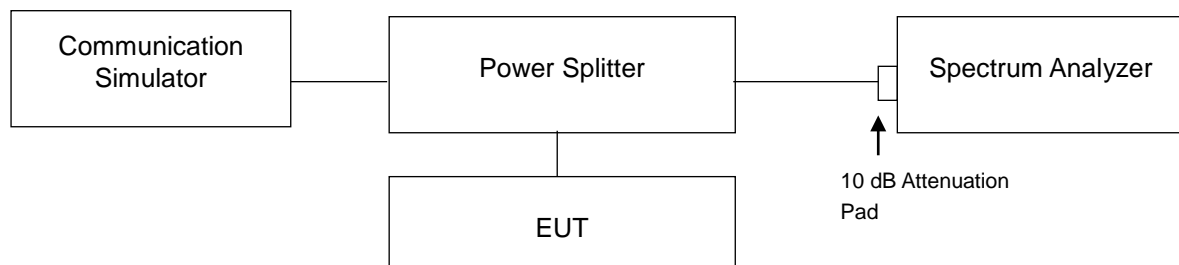 Communication
Simulator
Power Splitter
Spectrum Analyzer
10 dB Attenuation
Pad
EUT